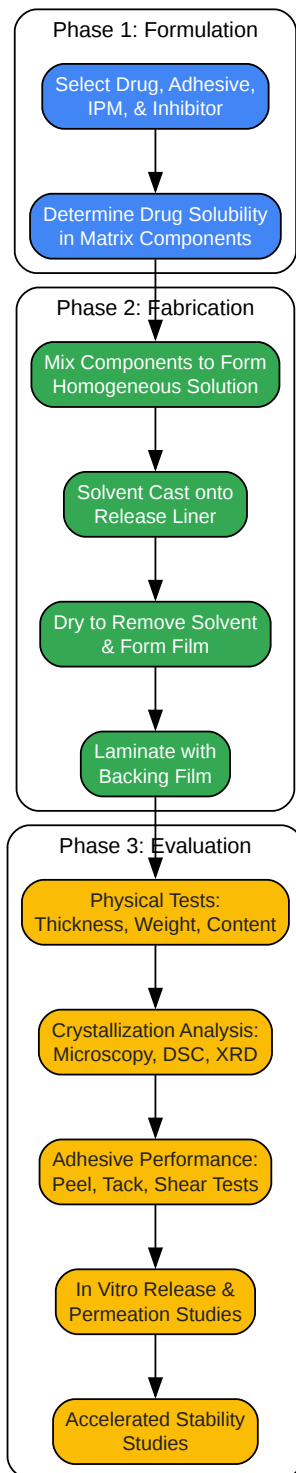 Phase 1: Formulation
Select Drug, Adhesive,
IPM, & Inhibitor
Determine Drug Solubility
in Matrix Components
Phase 2: Fabrication
Mix Components to Form
Homogeneous Solution
Solvent Cast onto
Release Liner
Dry to Remove Solvent
& Form Film
Laminate with
Backing Film
Phase 3: Evaluation
Physical Tests:
Thickness, Weight, Content
Crystallization Analysis:
Microscopy, DSC, XRD
Adhesive Performance:
Peel, Tack, Shear Tests
In Vitro Release &
Permeation Studies
Accelerated Stability
Studies